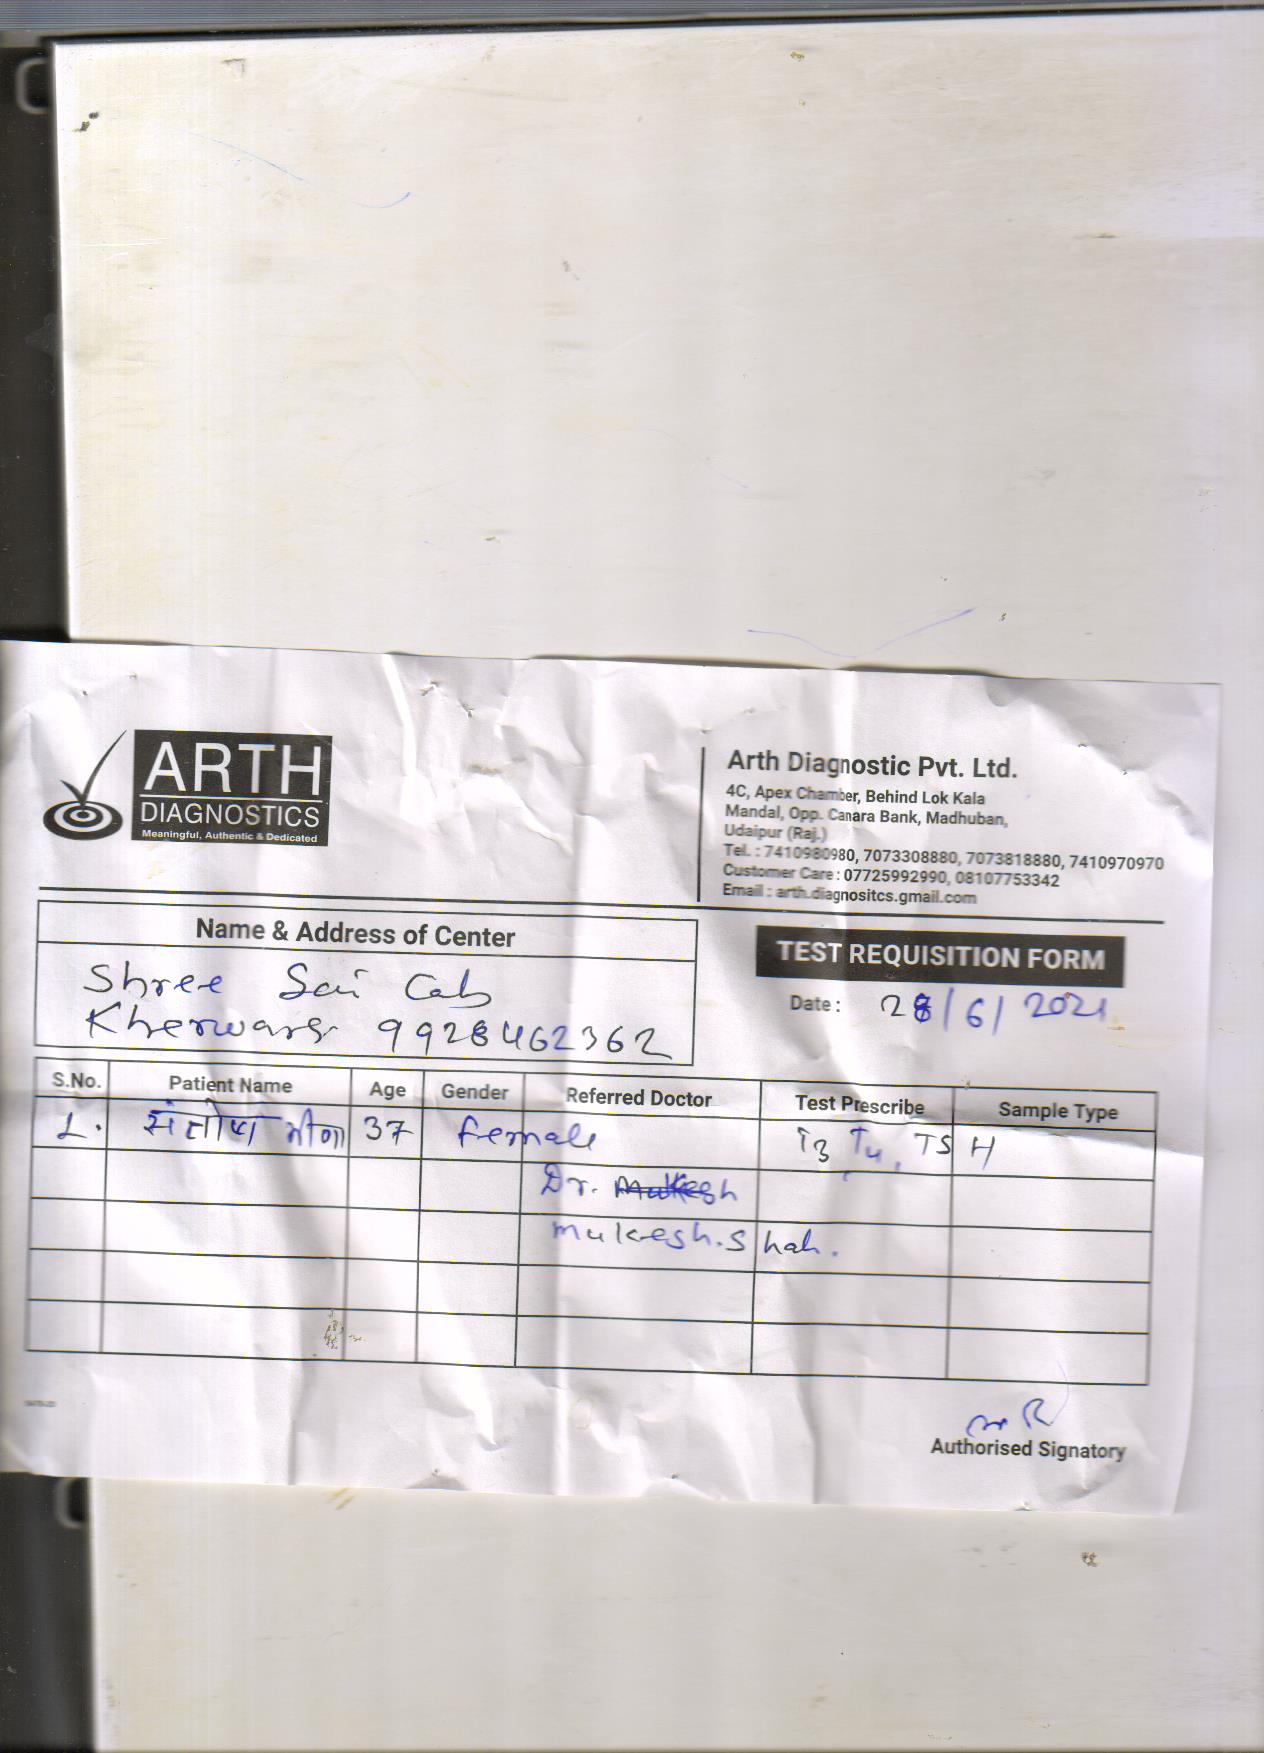 ARTH
DIAGNOSTICS
Meaningful, Authentic & Dedicated
Arth Diagnostic Pvt. Ltd.
4C, Apex Chamber, Behind Lok Kala
Mandal, Opp. Canara Bank, Madhuban,
Udaipur (Raj.)
Tel. : 7410980980, 7073308880, 7073818880, 7410970970
Customer Care : 07725992990, 08107753342
Email : arth.diagnositcs.gmail.com
Name & Address of Center
Shree Sai Lab
Kherwara 9928462362
TEST REQUISITION FORM
Date : 28/6/2021
S.No. Patient Name Age Gender Referred Doctor Test Prescribe Sample Type
1. संतोष मीणा 37 female T3, T4, TSH
Dr.
mukesh. Shah.
Authorised Signatory